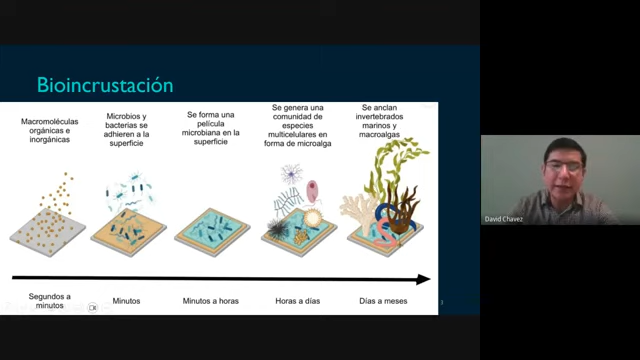 Bioincrustación
Macromoléculas
orgánicas e
inorgánicas
Microbios y
bacterias se
adhieren a la
superficie
Se forma una
película
microbiana en la
superficie
Se genera una
comunidad de
especies
multicelulares en
forma de microalga
Se anclan
invertebrados
marinos y
macroalgas
Segundos a
minutos
Minutos
Minutos a horas
Horas a días
Días a meses
3
David Chavez